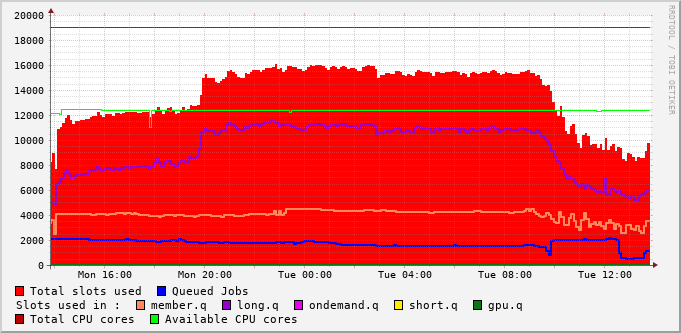 20000
18000
16000
14000
12000
10000
8000
6000
4000
2000
0
Mon 16:00 Mon 20:00 Tue 00:00 Tue 04:00 Tue 08:00 Tue 12:00
RRDTOOL / TOBI OETIKER
Total slots used Queued Jobs
Slots used in : member.q long.q ondemand.q short.q gpu.q
Total CPU cores Available CPU cores